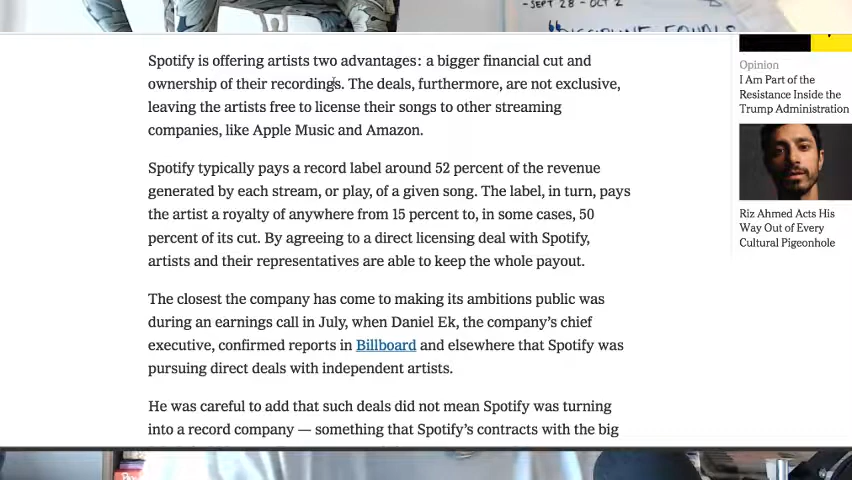 - SEPT 28 - OCT 2
Spotify is offering artists two advantages: a bigger financial cut and
ownership of their recordings. The deals, furthermore, are not exclusive,
leaving the artists free to license their songs to other streaming
companies, like Apple Music and Amazon.
Spotify typically pays a record label around 52 percent of the revenue
generated by each stream, or play, of a given song. The label, in turn, pays
the artist a royalty of anywhere from 15 percent to, in some cases, 50
percent of its cut. By agreeing to a direct licensing deal with Spotify,
artists and their representatives are able to keep the whole payout.
The closest the company has come to making its ambitions public was
during an earnings call in July, when Daniel Ek, the company’s chief
executive, confirmed reports in Billboard and elsewhere that Spotify was
pursuing direct deals with independent artists.
He was careful to add that such deals did not mean Spotify was turning
into a record company — something that Spotify’s contracts with the big
Opinion
I Am Part of the
Resistance Inside the
Trump Administration
Riz Ahmed Acts His
Way Out of Every
Cultural Pigeonhole